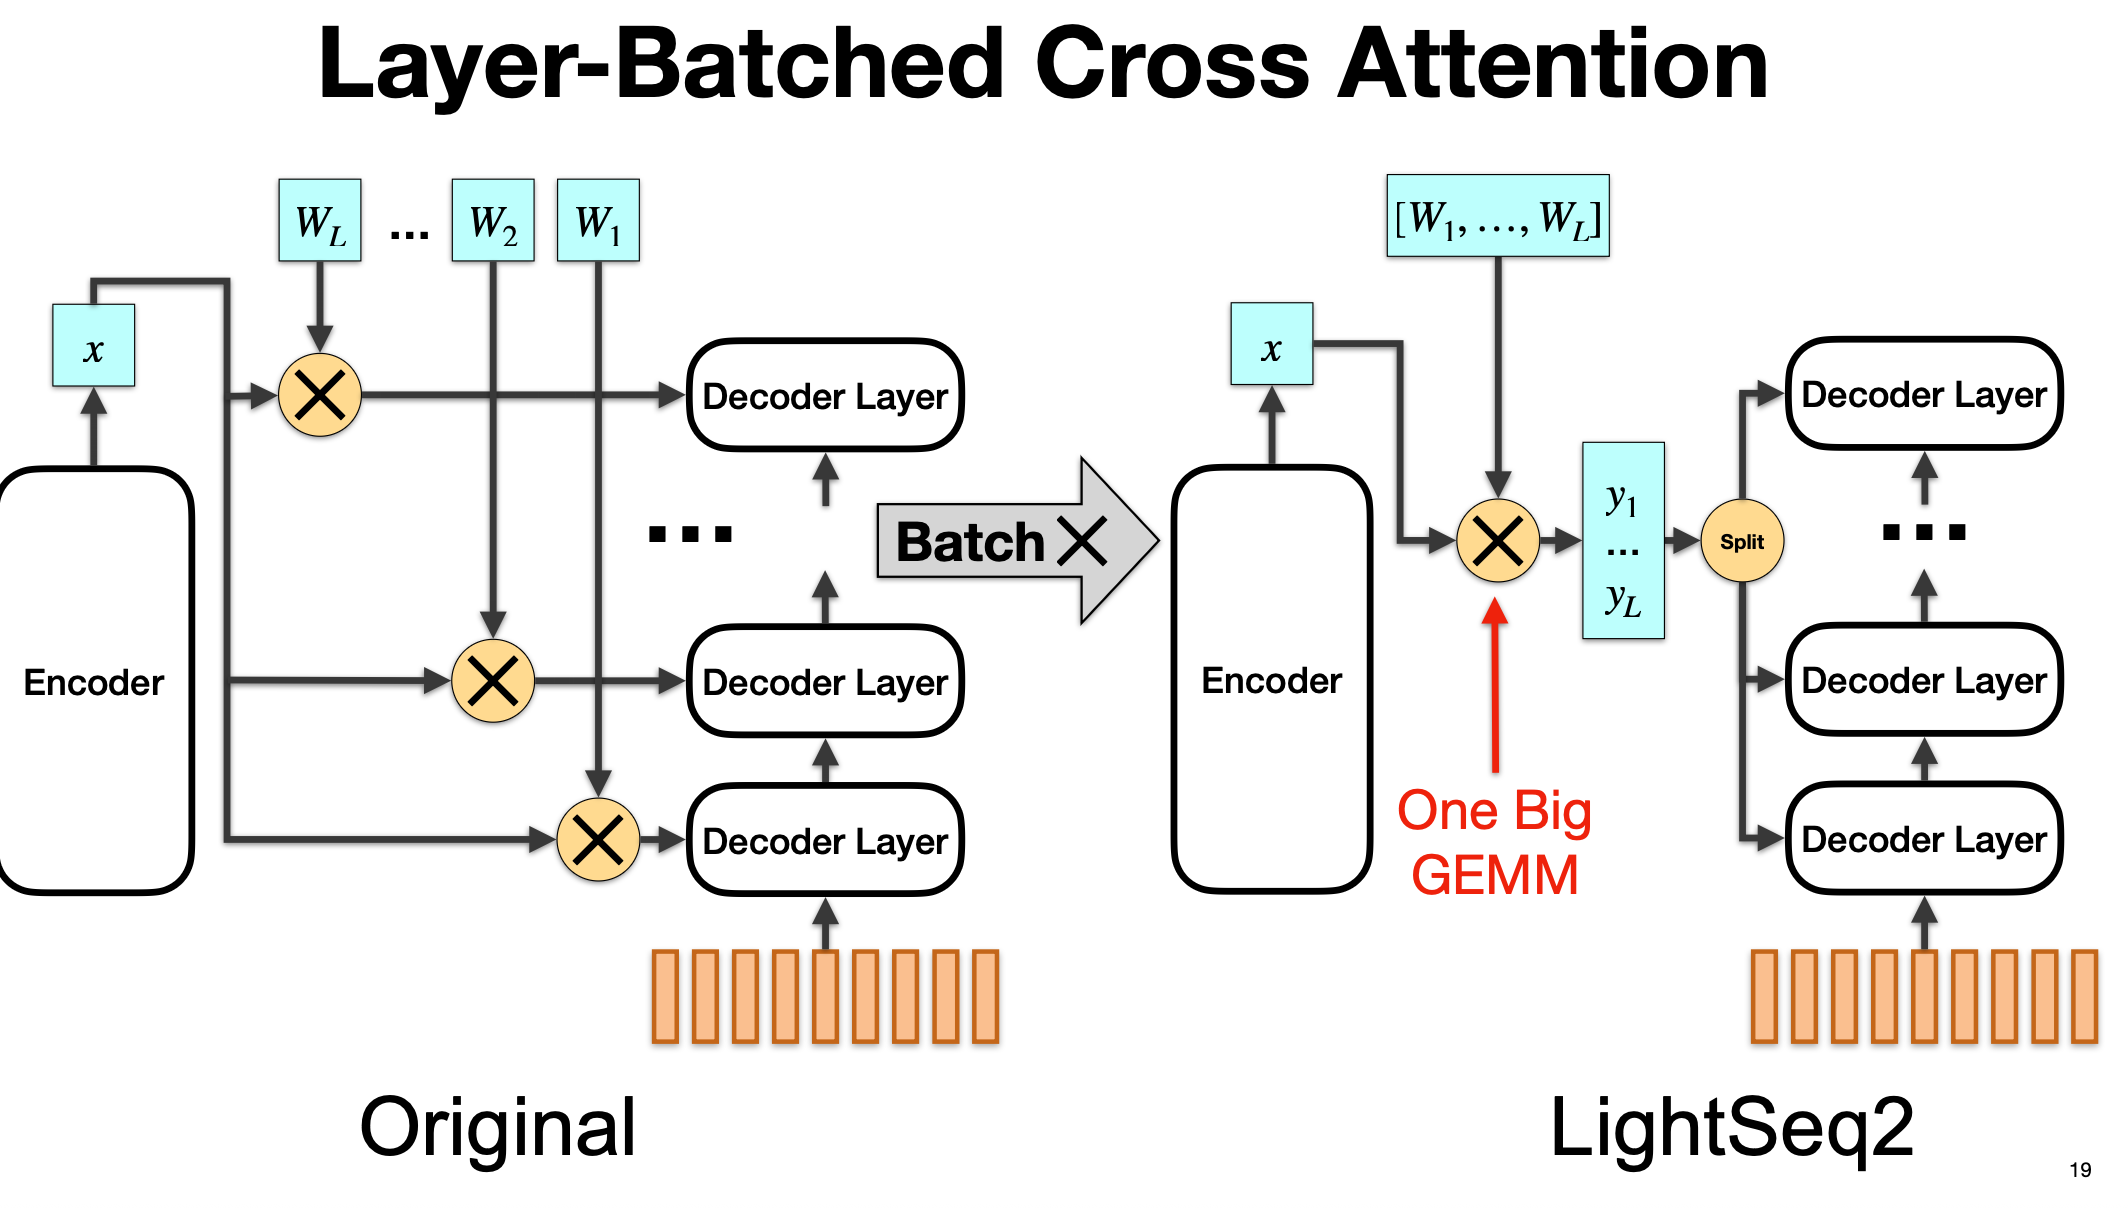 Layer-Batched Cross Attention
W_L ... W_2 W_1
x
Decoder Layer
...
Decoder Layer
Decoder Layer
Encoder
Batch ×
[W_1, ..., W_L]
x
Encoder
One Big
GEMM
y_1
...
y_L
Split
Decoder Layer
...
Decoder Layer
Decoder Layer
Original
LightSeq2
19